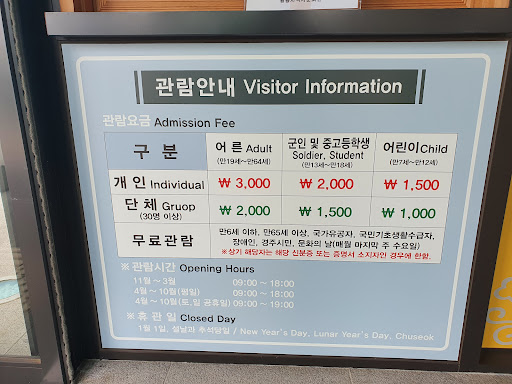 관람안내 Visitor Information
관람요금 Admission Fee
구 분 어 른 Adult (만19세~만64세) 군인 및 중고등학생 Soldier, Student (만13세~만18세) 어린이Child (만7세~만12세)
개 인 Individual ₩ 3,000 ₩ 2,000 ₩ 1,500
단 체 Gruop (30명 이상) ₩ 2,000 ₩ 1,500 ₩ 1,000
무료관람 만6세 이하, 만65세 이상, 국가유공자, 국민기초생활수급자,
장애인, 경주시민, 문화의 날(매월 마지막 주 수요일)
※상기 해당자는 해당 신분증 또는 증명서 소지자인 경우에 한함.
※ 관람시간 Opening Hours
11월 ~ 3월 09:00 ~ 18:00
4월 ~ 10월(평일) 09:00 ~ 18:00
4월 ~ 10월(토,일 공휴일) 09:00 ~ 19:00
※ 휴 관 일 Closed Day
1월 1일, 설날과 추석당일 / New Year's Day, Lunar Year's Day, Chuseok